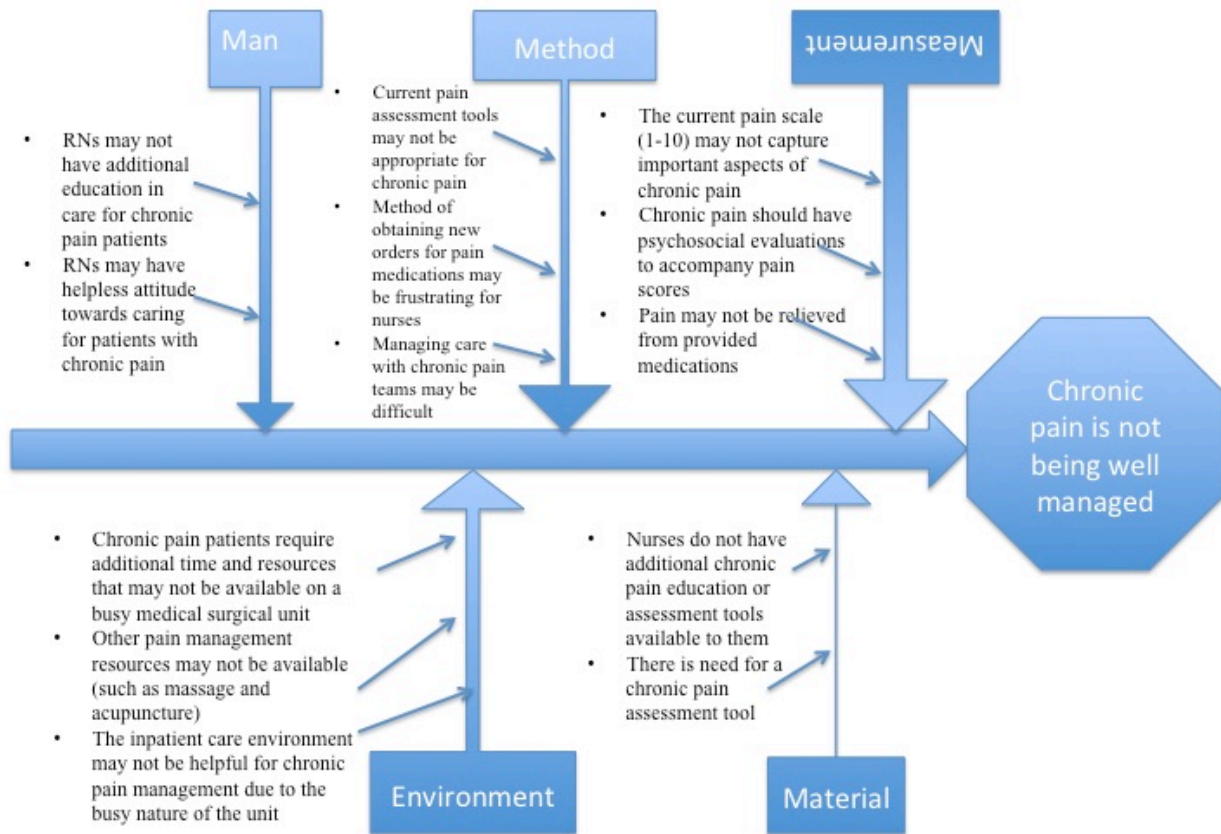 Man
• RNs may not
have additional
education in
care for chronic
pain patients
• RNs may have
helpless attitude
towards caring
for patients with
chronic pain
Method
• Current pain
assessment tools
may not be
appropriate for
chronic pain
• Method of
obtaining new
orders for pain
medications may
be frustrating for
nurses
• Managing care
with chronic pain
teams may be
difficult
Measurement
• The current pain scale
(1-10) may not capture
important aspects of
chronic pain
• Chronic pain should have
psychosocial evaluations
to accompany pain
scores
• Pain may not be relieved
from provided
medications
Chronic
pain is not
being well
managed
• Chronic pain patients require
additional time and resources
that may not be available on a
busy medical surgical unit
• Other pain management
resources may not be available
(such as massage and
acupuncture)
• The inpatient care environment
may not be helpful for chronic
pain management due to the
busy nature of the unit
Environment
• Nurses do not have
additional chronic
pain education or
assessment tools
available to them
• There is need for a
chronic pain
assessment tool
Material